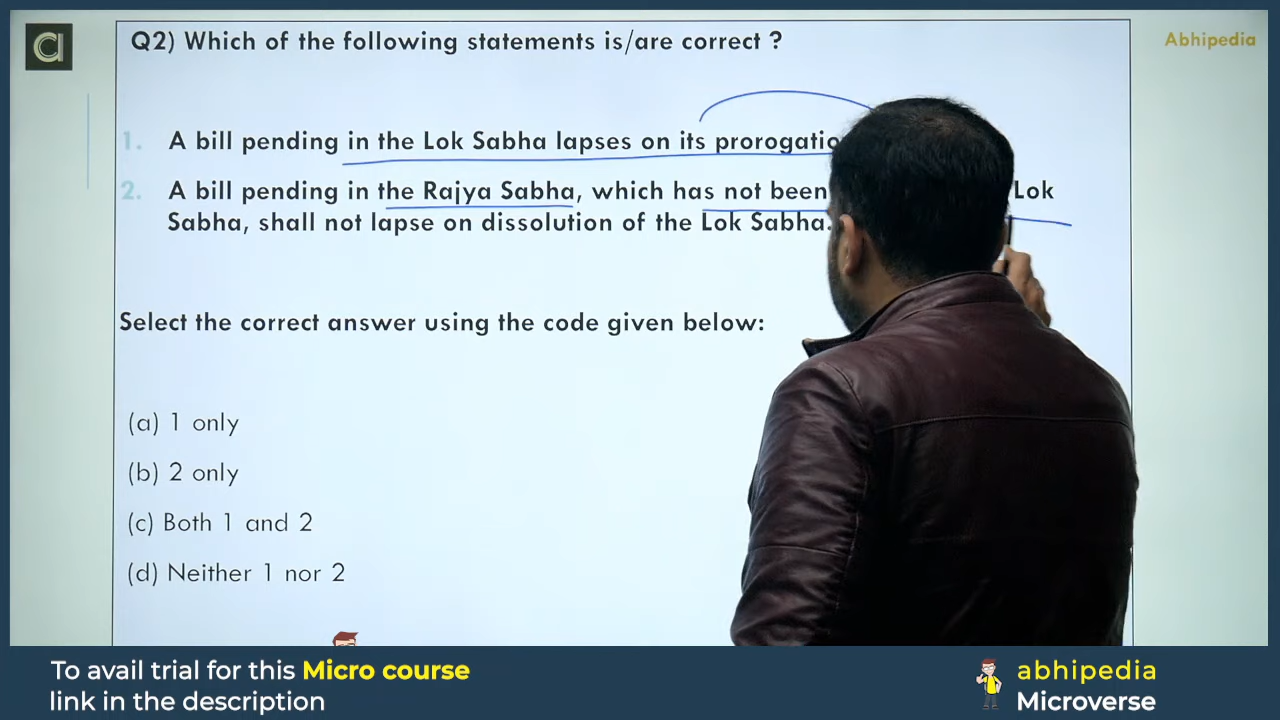 Q2) Which of the following statements is/are correct ?
Abhipedia
1. A bill pending in the Lok Sabha lapses on its prorogatio
2. A bill pending in the Rajya Sabha, which has not been Lok
Sabha, shall not lapse on dissolution of the Lok Sabha.
Select the correct answer using the code given below:
(a) 1 only
(b) 2 only
(c) Both 1 and 2
(d) Neither 1 nor 2
To avail trial for this Micro course
link in the description
abhipedia
Microverse